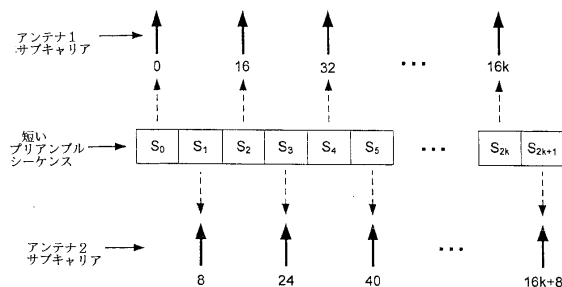 アンテナ1
サブキャリア
0 16 32 ... 16k
短い
プリアンブル
シーケンス
S0 S1 S2 S3 S4 S5 ... S2k S2k+1
アンテナ2
サブキャリア
8 24 40 ... 16k+8